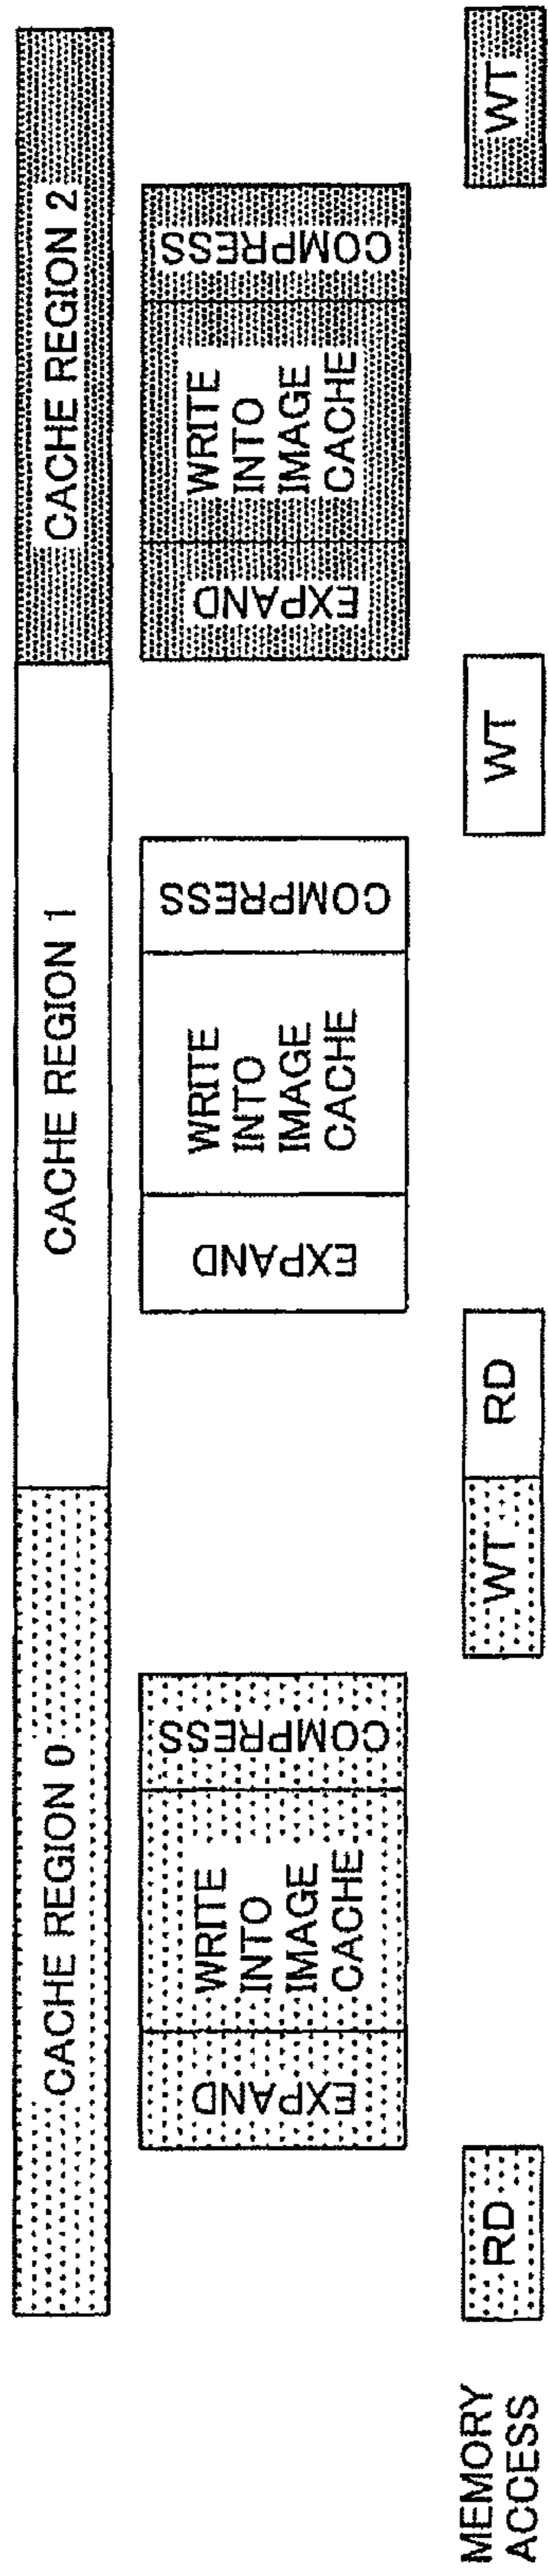 CACHE REGION 0
CACHE REGION 1
CACHE REGION 2
EXPAND
WRITE
INTO
IMAGE
CACHE
COMPRESS
EXPAND
WRITE
INTO
IMAGE
CACHE
COMPRESS
EXPAND
WRITE
INTO
IMAGE
CACHE
COMPRESS
MEMORY
ACCESS
RD
WT
RD
WT
WT